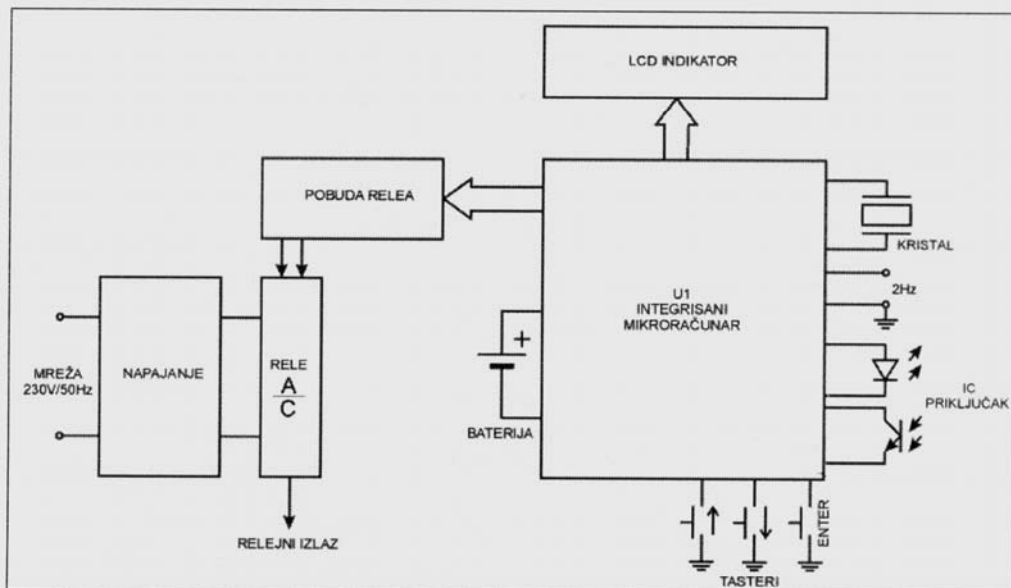 LCD INDIKATOR
POBUDA RELEA
KRISTAL
2Hz
U1
INTEGRISANI
MIKRORAČUNAR
MREŽA
230V/50Hz
NAPAJANJE
RELE
A
C
+
BATERIJA
IC
PRIKLJUČAK
ENTER
RELEJNI IZLAZ
TASTERI